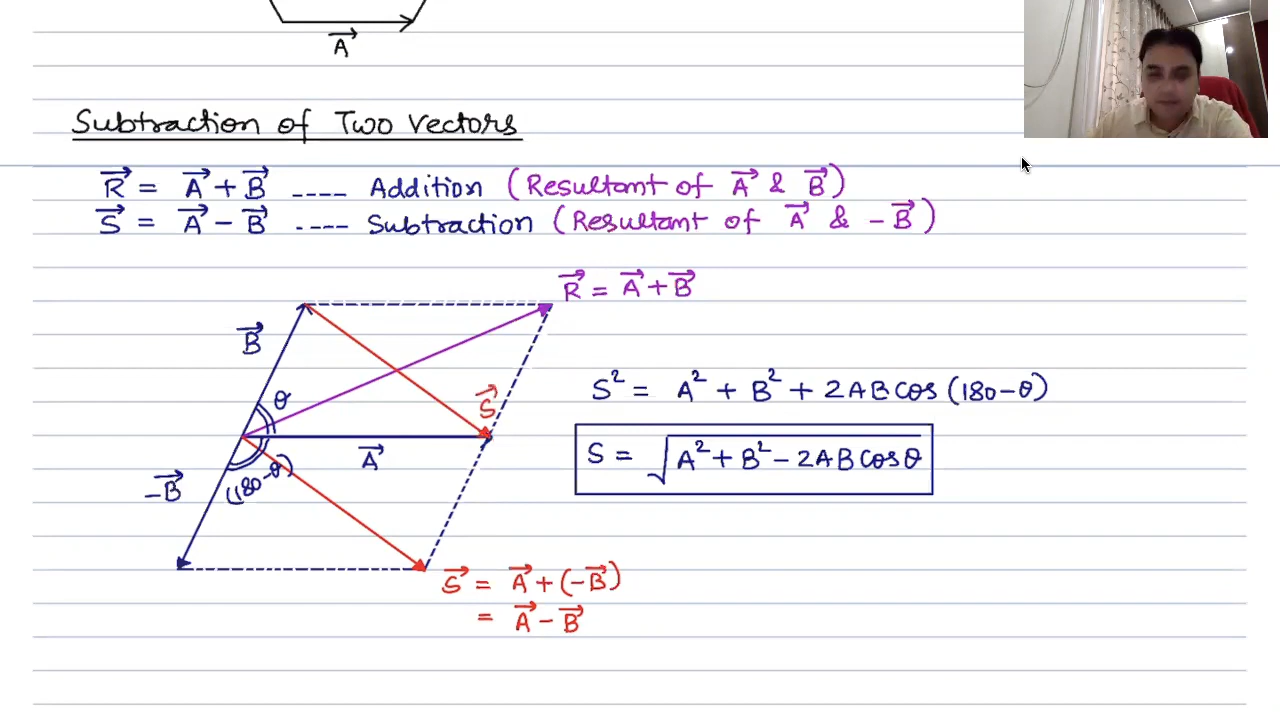 A⃗
Subtraction of Two Vectors
R⃗ = A⃗ + B⃗ ---- Addition (Resultant of A⃗ & B⃗)
S⃗ = A⃗ − B⃗ ---- Subtraction (Resultant of A⃗ & −B⃗)
R⃗ = A⃗ + B⃗
B⃗
θ
S⃗
S² = A² + B² + 2AB cos (180−θ)
A⃗
S = √(A² + B² − 2AB cos θ)
−B⃗
(180−θ)
S⃗ = A⃗ + (−B⃗)
= A⃗ − B⃗